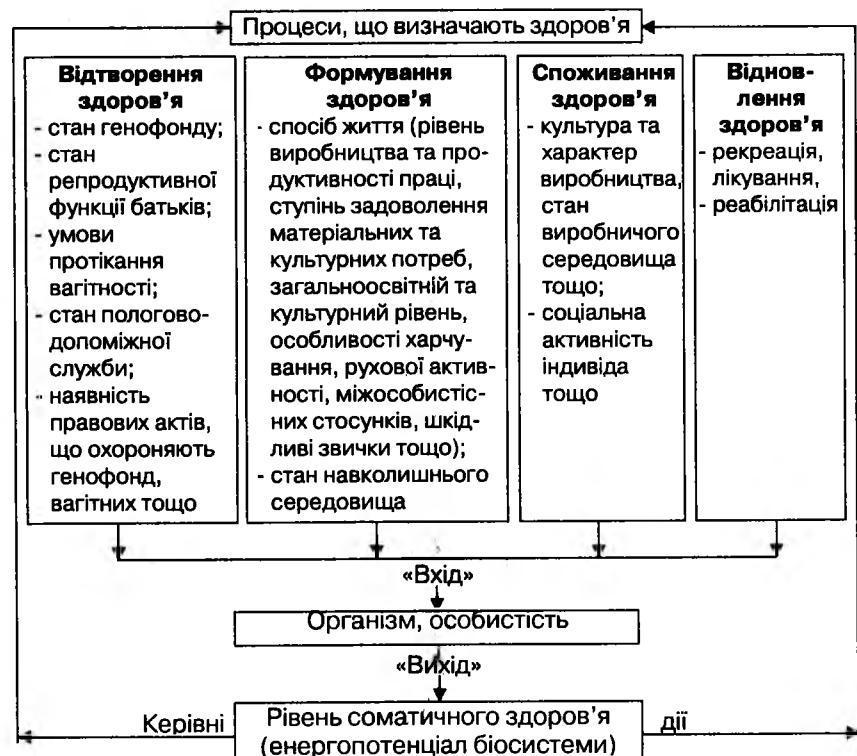 Процеси, що визначають здоров’я
Відтворення
здоров’я
- стан генофонду;
- стан
репродуктивної
функції батьків;
- умови
протікання
вагітності;
- стан пологово-
допоміжної
служби;
- наявність
правових актів,
що охороняють
генофонд,
вагітних тощо
Формування
здоров’я
- спосіб життя (рівень
виробництва та про-
дуктивності праці,
ступінь задоволення
матеріальних та
культурних потреб,
загальноосвітній та
культурний рівень,
особливості харчу-
вання, рухової актив-
ності, міжособистіс-
них стосунків, шкід-
ливі звички тощо);
- стан навколишнього
середовища
Споживання
здоров’я
- культура та
характер
виробництва,
стан
виробничого
середовища
тощо;
- соціальна
активність
індивіда
тощо
Віднов-
лення
здоров’я
- рекреація,
лікування,
- реабілітація
«Вхід»
Організм, особистість
«Вихід»
Керівні
Рівень соматичного здоров’я
(енергопотенціал біосистеми)
дії